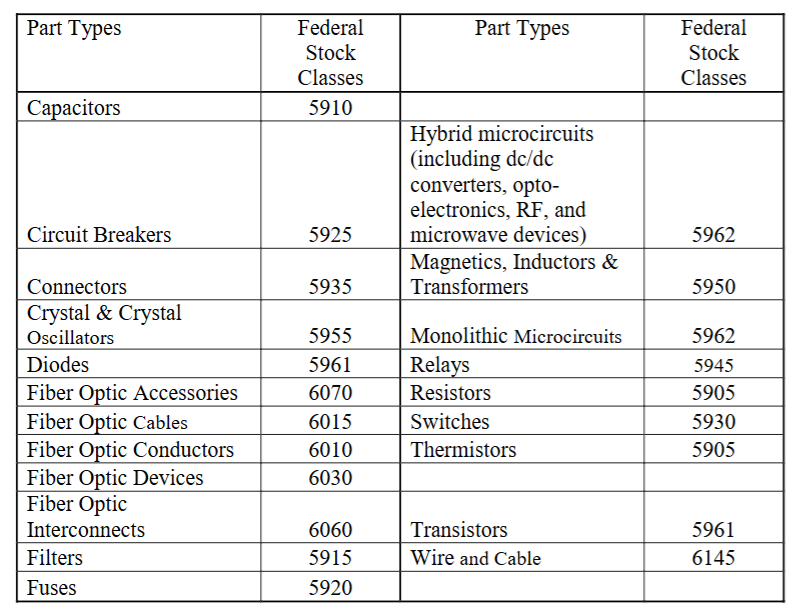 Part Types Federal Stock Classes Part Types Federal Stock Classes
Capacitors 5910
Circuit Breakers 5925 Hybrid microcircuits (including dc/dc converters, opto-electronics, RF, and microwave devices) 5962
Connectors 5935 Magnetics, Inductors & Transformers 5950
Crystal & Crystal Oscillators 5955 Monolithic Microcircuits 5962
Diodes 5961 Relays 5945
Fiber Optic Accessories 6070 Resistors 5905
Fiber Optic Cables 6015 Switches 5930
Fiber Optic Conductors 6010 Thermistors 5905
Fiber Optic Devices 6030
Fiber Optic Interconnects 6060 Transistors 5961
Filters 5915 Wire and Cable 6145
Fuses 5920